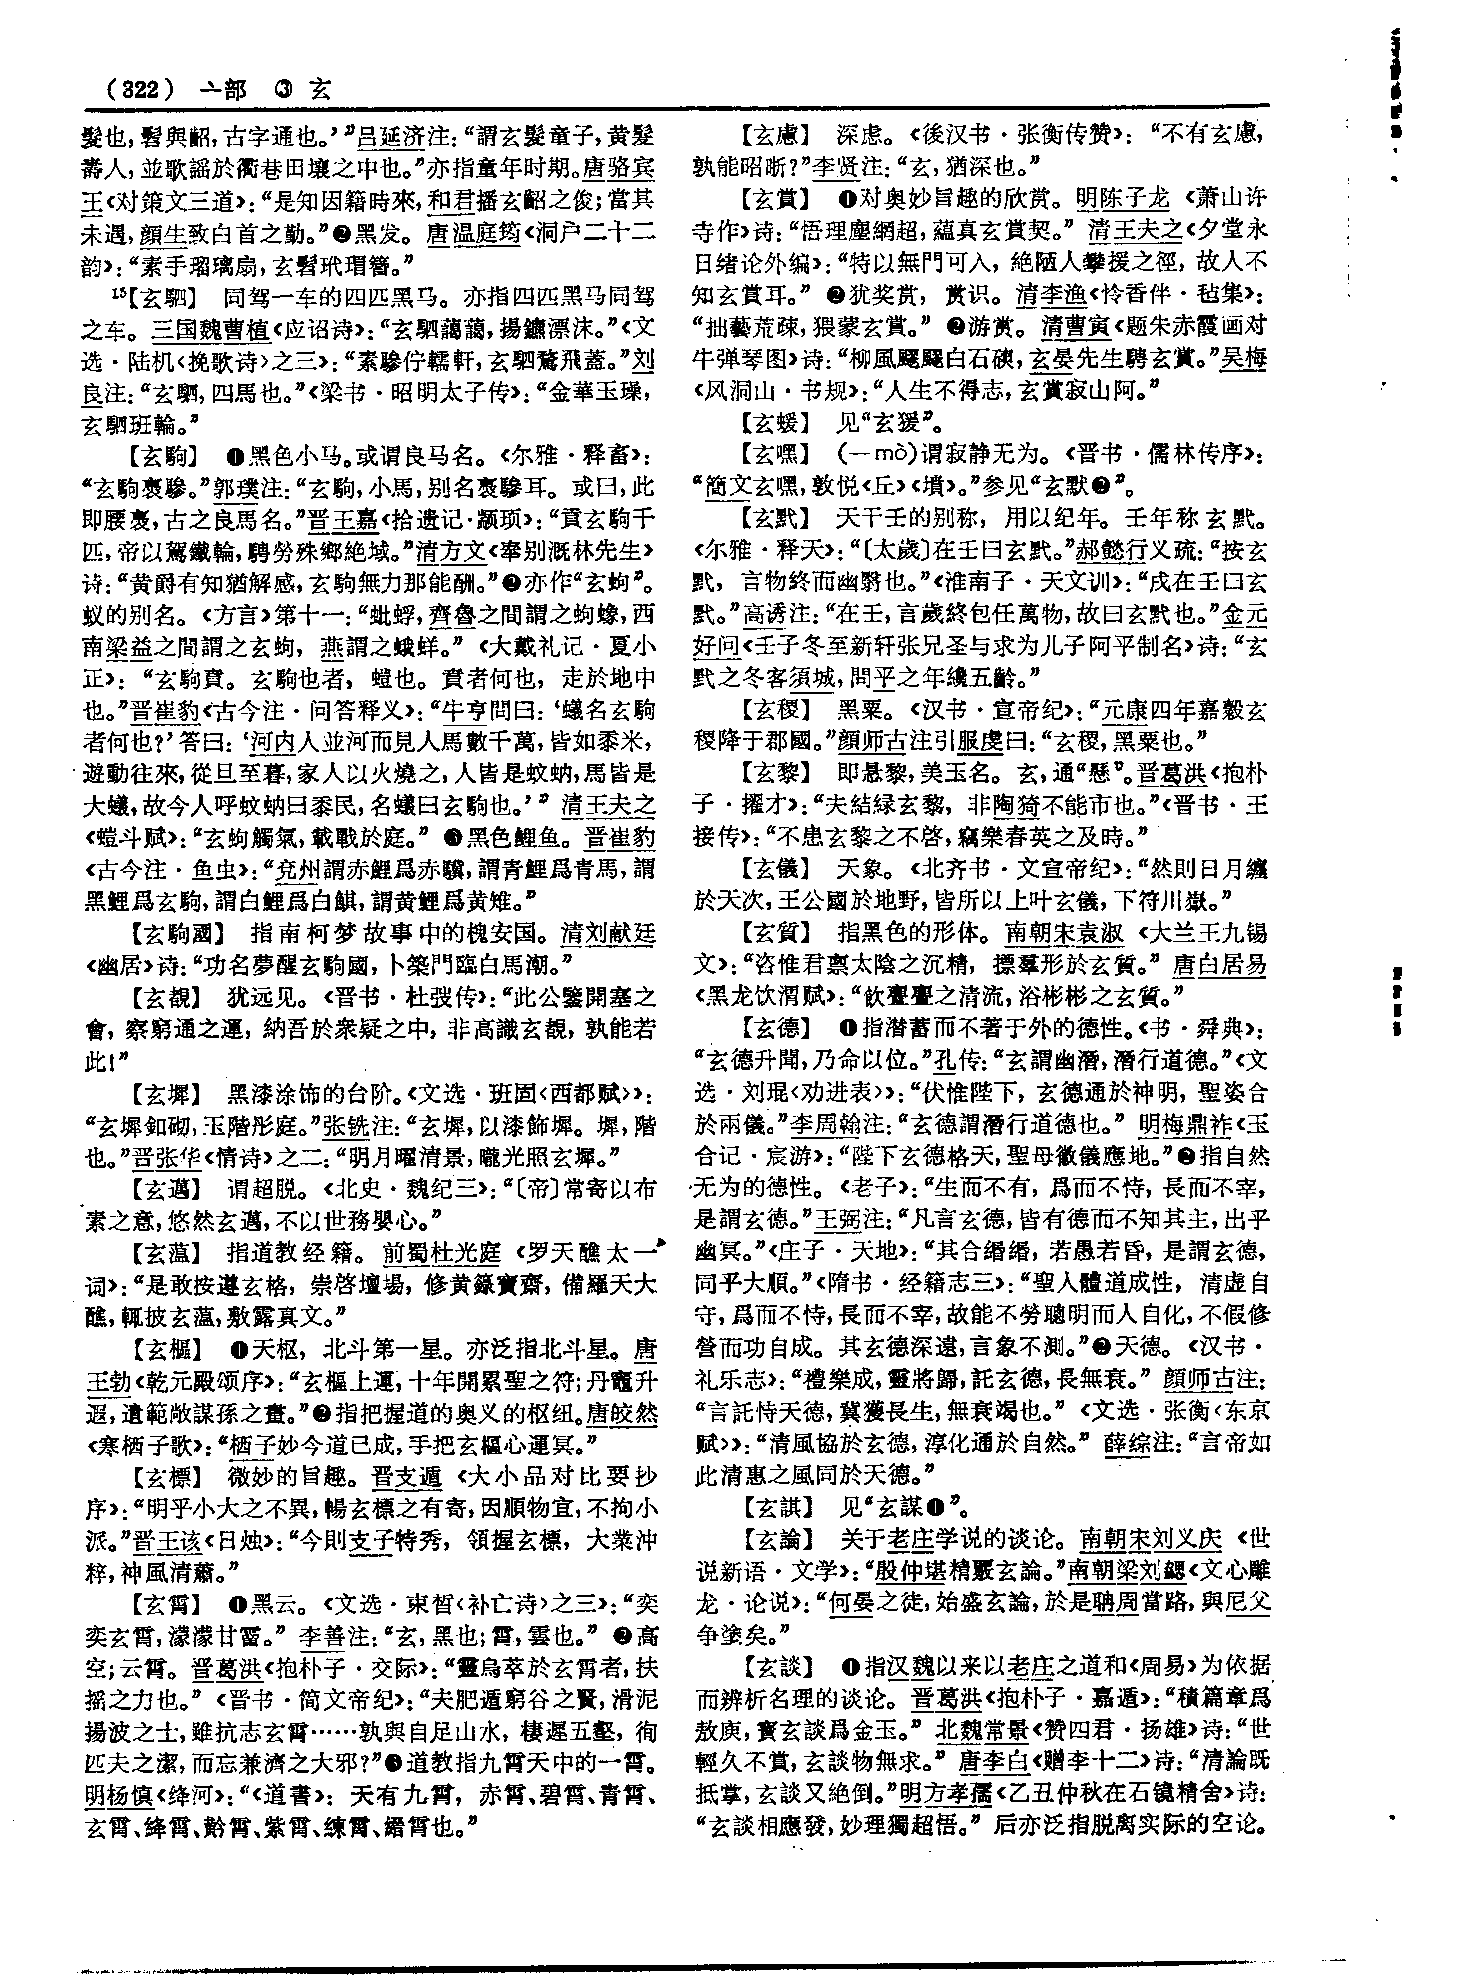 （322） 亠部 ③ 玄
髮也，髫與齠，古字通也。’”吕延济注：“謂玄髮童子，黄髮
耇人，並歌謡於衢巷田壤之中也。”亦指童年时期。唐骆宾
王《对策文三道》：“是知因籍時來，和君播玄齠之俊；當其
未遇，顔生致白首之勤。”❷黑发。唐温庭筠《洞户二十二
韵》：“素手瑠璃扇，玄髫玳瑁簪。”
15【玄駟】 同驾一车的四匹黑马。亦指四匹黑马同驾
之车。三国魏曹植《应诏诗》：“玄駟藹藹，揚鑣漂沫。”《文
选·陆机〈挽歌诗〉之三》：“素驂佇轜軒，玄駟鶩飛蓋。”刘
良注：“玄駟，四馬也。”《梁书·昭明太子传》：“金華玉璪，
玄駟班輪。”
【玄駒】 ❶黑色小马。或谓良马名。《尔雅·释畜》：
“玄駒褭驂。”郭璞注：“玄駒，小馬，别名褭驂耳。或曰，此
即腰褭，古之良馬名。”晋王嘉《拾遗记·颛顼》：“貢玄駒千
匹，帝以駕鐵輪，騁勞殊鄉絶域。”清方文《奉别溉林先生》
诗：“黄爵有知猶解感，玄駒無力那能酬。”❷亦作“玄蚼”。
蚁的别名。《方言》第十一：“蚍蜉，齊魯之間謂之蚼蟓，西
南梁益之間謂之玄蚼，燕謂之蛾蛘。”《大戴礼记·夏小
正》：“玄駒賁。玄駒也者，螘也。賁者何也，走於地中
也。”晋崔豹《古今注·问答释义》：“牛亨問曰：‘蟻名玄駒
者何也？’答曰：‘河内人並河而見人馬數千萬，皆如黍米，
遊動往來，從旦至暮，家人以火燒之，人皆是蚊蚋，馬皆是
大蟻，故今人呼蚊蚋曰黍民，名蟻曰玄駒也。’” 清王夫之
《螘斗赋》：“玄蚼觸氣，載戰於庭。” ❸黑色鲤鱼。晋崔豹
《古今注·鱼虫》：“兗州謂赤鯉爲赤驥，謂青鯉爲青馬，謂
黑鯉爲玄駒，謂白鯉爲白騏，謂黄鯉爲黄雉。”
【玄駒國】 指南柯梦故事中的槐安国。清刘献廷
《幽居》诗：“功名夢醒玄駒國，卜築門臨白馬潮。”
【玄覩】 犹远见。《晋书·杜弢传》：“此公鑒開塞之
會，察窮通之運，納吾於衆疑之中，非高識玄覩，孰能若
此！”
【玄墀】 黑漆涂饰的台阶。《文选·班固〈西都赋〉》：
“玄墀釦砌，玉階彤庭。”张铣注：“玄墀，以漆飾墀。墀，階
也。”晋张华《情诗》之二：“明月曜清景，曨光照玄墀。”
【玄邁】 谓超脱。《北史·魏纪三》：“〔帝〕常寄以布
素之意，悠然玄邁，不以世務嬰心。”
【玄藴】 指道教经籍。前蜀杜光庭《罗天醮太一
词》：“是敢按遵玄格，崇啓壇場，修黄籙寶齋，備羅天大
醮，輒披玄藴，敷露真文。”
【玄樞】 ❶天枢，北斗第一星。亦泛指北斗星。唐
王勃《乾元殿颂序》：“玄樞上運，十年開累聖之符；丹竈升
遐，遺範敞謀孫之畫。”❷指把握道的奥义的枢纽。唐皎然
《寒栖子歌》：“栖子妙今道已成，手把玄樞心運冥。”
【玄標】 微妙的旨趣。晋支遁《大小品对比要抄
序》：“明乎小大之不異，暢玄標之有寄，因順物宜，不拘小
派。”晋王该《日烛》：“今則支子特秀，領握玄標，大業沖
粹，神風清蕭。”
【玄霄】 ❶黑云。《文选·束皙〈补亡诗〉之三》：“奕
奕玄霄，濛濛甘霤。” 李善注：“玄，黑也；霄，雲也。” ❷高
空；云霄。晋葛洪《抱朴子·交际》：“靈烏萃於玄霄者，扶
摇之力也。”《晋书·简文帝纪》：“夫肥遁窮谷之賢，滑泥
揚波之士，雖抗志玄霄……孰與自足山水，棲遲五壑，徇
匹夫之潔，而忘兼濟之大邪？”❸道教指九霄天中的一霄。
明杨慎《绛河》：“《道書》：天有九霄，赤霄、碧霄、青霄、
玄霄、絳霄、黅霄、紫霄、練霄、縉霄也。”
【玄慮】 深虑。《後汉书·张衡传赞》：“不有玄慮，
孰能昭晣？”李贤注：“玄，猶深也。”
【玄賞】 ❶对奥妙旨趣的欣赏。明陈子龙《萧山许
寺作》诗：“悟理塵網超，藴真玄賞契。” 清王夫之《夕堂永
日绪论外编》：“特以無門可入，絶陋人攀援之徑，故人不
知玄賞耳。” ❷犹奖赏，赏识。清李渔《怜香伴·毡集》：
“拙藝荒疎，猥蒙玄賞。” ❸游赏。清曹寅《题朱赤霞画对
牛弹琴图》诗：“柳風飋飋白石磢，玄晏先生騁玄賞。”吴梅
《风洞山·书规》：“人生不得志，玄賞寂山阿。”
【玄蝯】 见“玄猨”。
【玄嘿】 （—mò）谓寂静无为。《晋书·儒林传序》：
“簡文玄嘿，敦悦《丘》《墳》。”参见“玄默❷”。
【玄黓】 天干壬的别称，用以纪年。壬年称玄黓。
《尔雅·释天》：“〔太歲〕在壬曰玄黓。”郝懿行义疏：“按玄
黓，言物終而幽翳也。”《淮南子·天文训》：“戌在壬曰玄
黓。”高诱注：“在壬，言歲終包任萬物，故曰玄黓也。”金元
好问《壬子冬至新轩张兄圣与求为儿子阿平制名》诗：“玄
黓之冬客須城，問平之年纔五齡。”
【玄稷】 黑粟。《汉书·宣帝纪》：“元康四年嘉穀玄
稷降于郡國。”顔师古注引服虔曰：“玄稷，黑粟也。”
【玄黎】 即悬黎，美玉名。玄，通“懸”。晋葛洪《抱朴
子·擢才》：“夫結緑玄黎，非陶猗不能市也。”《晋书·王
接传》：“不患玄黎之不啓，竊樂春英之及時。”
【玄儀】 天象。《北齐书·文宣帝纪》：“然則日月纏
於天次，王公國於地野，皆所以上叶玄儀，下符川嶽。”
【玄質】 指黑色的形体。南朝宋袁淑《大兰王九锡
文》：“咨惟君禀太陰之沉精，摽羣形於玄質。” 唐白居易
《黑龙饮渭赋》：“飲亹亹之清流，浴彬彬之玄質。”
【玄德】 ❶指潜蓄而不著于外的德性。《书·舜典》：
“玄德升聞，乃命以位。”孔传：“玄謂幽潛，潛行道德。”《文
选·刘琨〈劝进表〉》：“伏惟陛下，玄德通於神明，聖姿合
於兩儀。”李周翰注：“玄德謂潛行道德也。” 明梅鼎祚《玉
合记·宸游》：“陛下玄德格天，聖母徽儀應地。”❷指自然
无为的德性。《老子》：“生而不有，爲而不恃，長而不宰，
是謂玄德。”王弼注：“凡言玄德，皆有德而不知其主，出乎
幽冥。”《庄子·天地》：“其合緡緡，若愚若昏，是謂玄德，
同乎大順。”《隋书·经籍志三》：“聖人體道成性，清虚自
守，爲而不恃，長而不宰，故能不勞聰明而人自化，不假修
營而功自成。其玄德深遠，言象不測。”❸天德。《汉书·
礼乐志》：“禮樂成，靈將歸，託玄德，長無衰。” 顔师古注：
“言託恃天德，冀獲長生，無衰竭也。”《文选·张衡〈东京
赋〉》：“清風協於玄德，淳化通於自然。” 薛综注：“言帝如
此清惠之風同於天德。”
【玄諆】 见“玄謀❶”。
【玄論】 关于老庄学说的谈论。南朝宋刘义庆《世
说新语·文学》：“殷仲堪精覈玄論。”南朝梁刘勰《文心雕
龙·论说》：“何晏之徒，始盛玄論，於是聃周當路，與尼父
争塗矣。”
【玄談】 ❶指汉魏以来以老庄之道和《周易》为依据
而辨析名理的谈论。晋葛洪《抱朴子·嘉遁》：“積篇章爲
敖庾，寶玄談爲金玉。” 北魏常景《赞四君·扬雄》诗：“世
輕久不賞，玄談物無求。” 唐李白《赠李十二》诗：“清論既
抵掌，玄談又絶倒。”明方孝孺《乙丑仲秋在石镜精舍》诗：
“玄談相應發，妙理獨超悟。” 后亦泛指脱离实际的空论。